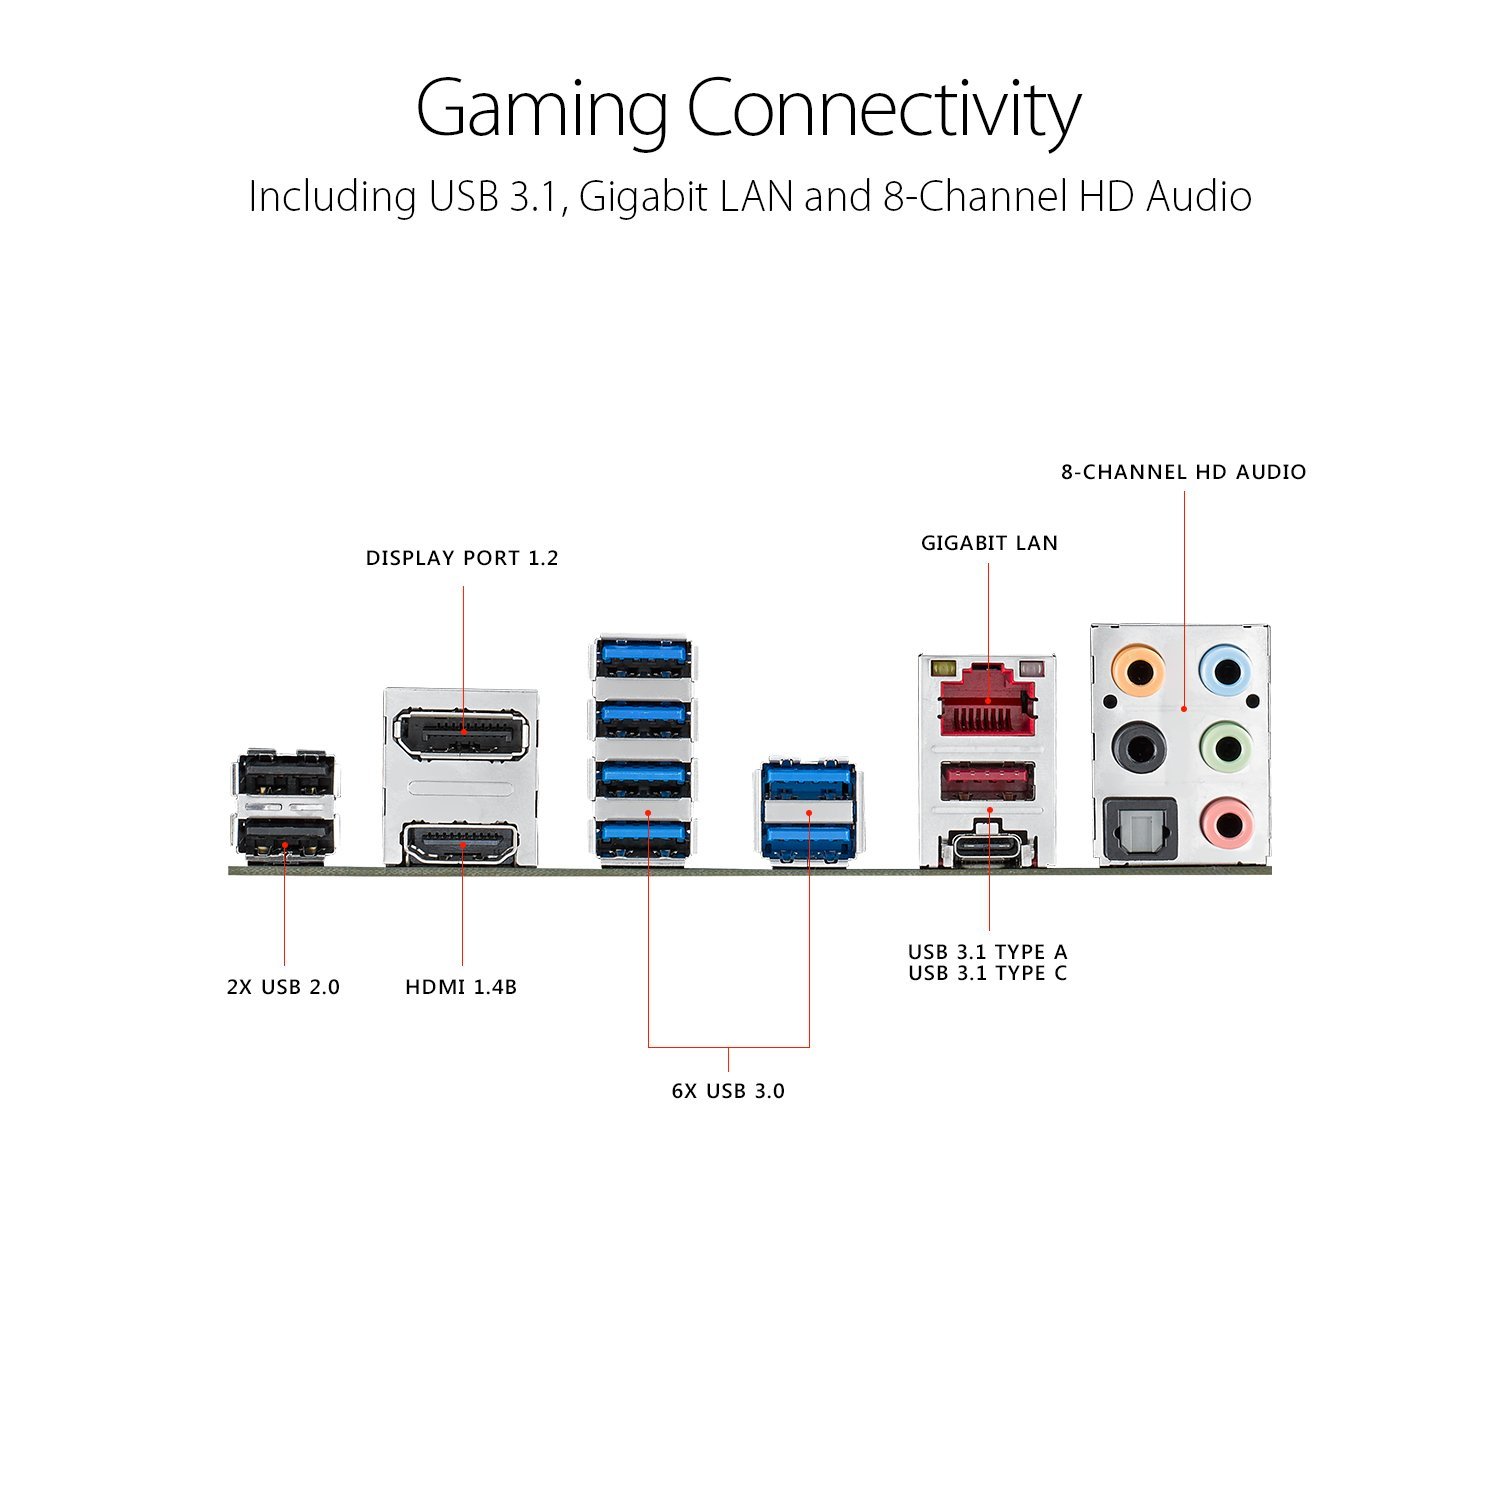 Gaming Connectivity
Including USB 3.1, Gigabit LAN and 8-Channel HD Audio
8-CHANNEL HD AUDIO
GIGABIT LAN
DISPLAY PORT 1.2
USB 3.1 TYPE A
USB 3.1 TYPE C
2X USB 2.0
HDMI 1.4B
6X USB 3.0